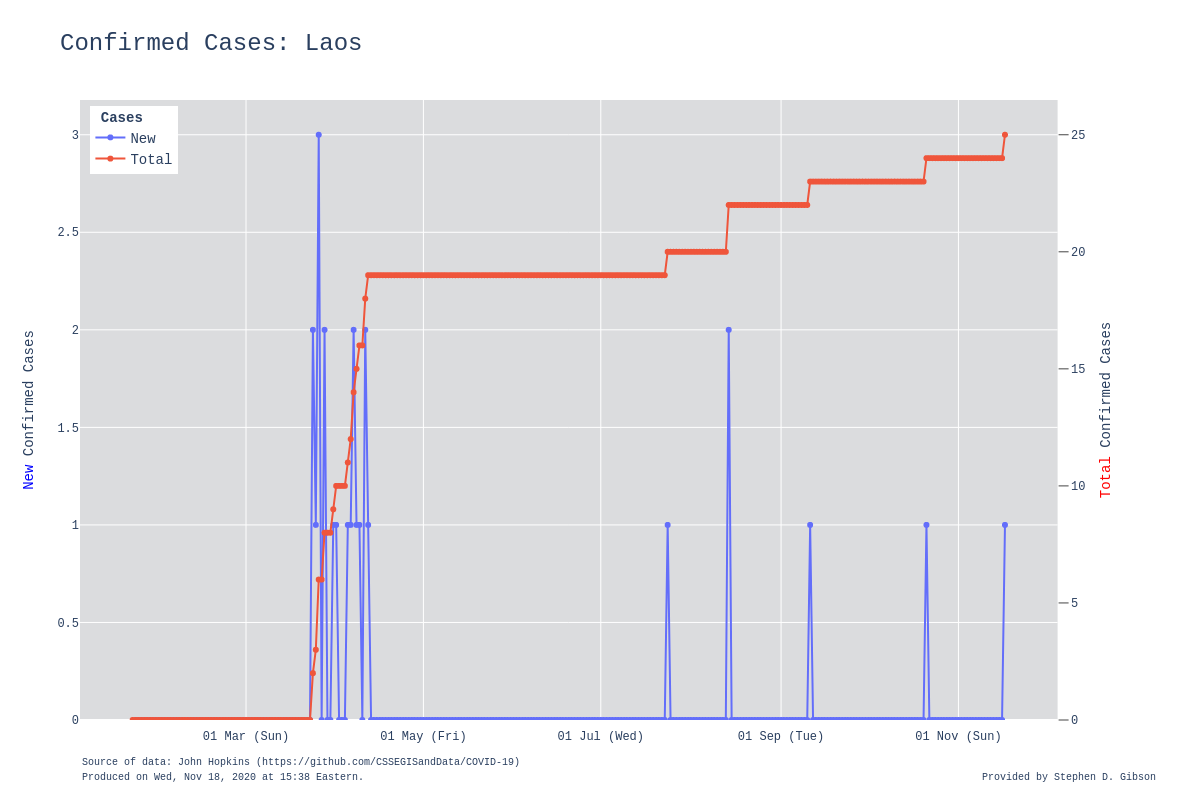 Confirmed Cases: Laos
Cases
New
Total
3
2.5
2
1.5
1
0.5
0
25
20
15
10
5
0
New Confirmed Cases
Total Confirmed Cases
01 Mar (Sun)
01 May (Fri)
01 Jul (Wed)
01 Sep (Tue)
01 Nov (Sun)
Source of data: John Hopkins (https://github.com/CSSEGISandData/COVID-19)
Produced on Wed, Nov 18, 2020 at 15:38 Eastern.
Provided by Stephen D. Gibson